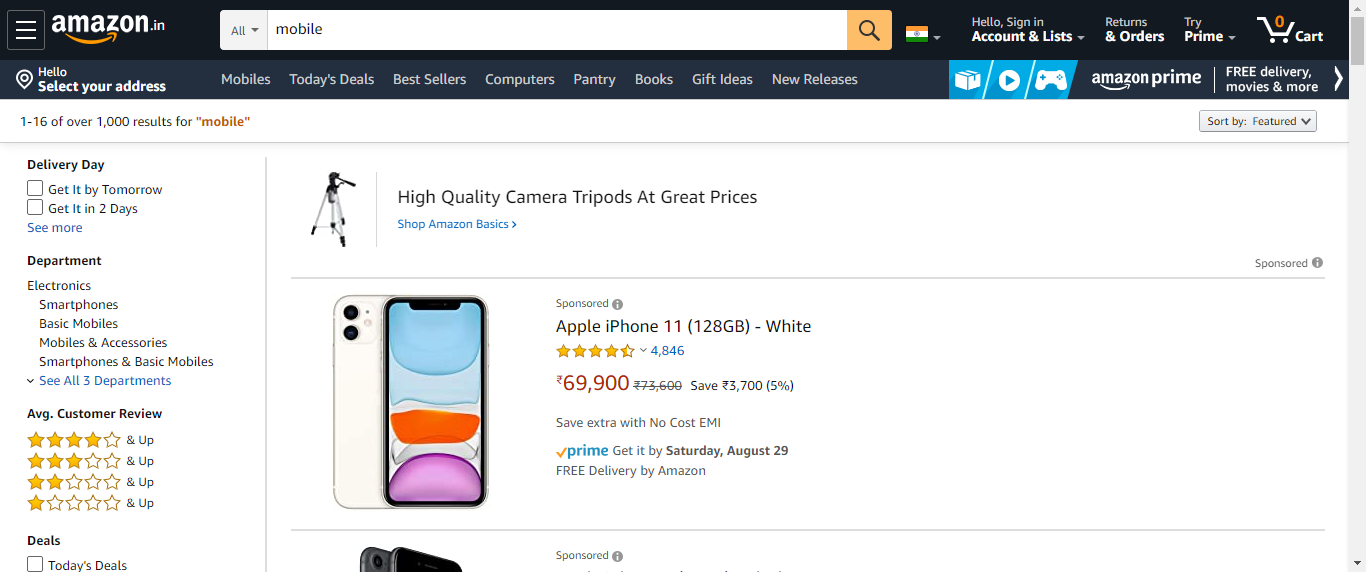 amazon.in
All
mobile
Hello, Sign in
Account & Lists
Returns
& Orders
Try
Prime
0
Cart
Hello
Select your address
Mobiles
Today's Deals
Best Sellers
Computers
Pantry
Books
Gift Ideas
New Releases
amazon prime
FREE delivery,
movies & more
1-16 of over 1,000 results for "mobile"
Sort by: Featured
Delivery Day
Get It by Tomorrow
Get It in 2 Days
See more
Department
Electronics
Smartphones
Basic Mobiles
Mobiles & Accessories
Smartphones & Basic Mobiles
See All 3 Departments
Avg. Customer Review
& Up
& Up
& Up
& Up
Deals
Today's Deals
High Quality Camera Tripods At Great Prices
Shop Amazon Basics ›
Sponsored
Sponsored
Apple iPhone 11 (128GB) - White
4,846
₹69,900 ₹73,600 Save ₹3,700 (5%)
Save extra with No Cost EMI
prime Get it by Saturday, August 29
FREE Delivery by Amazon
Sponsored